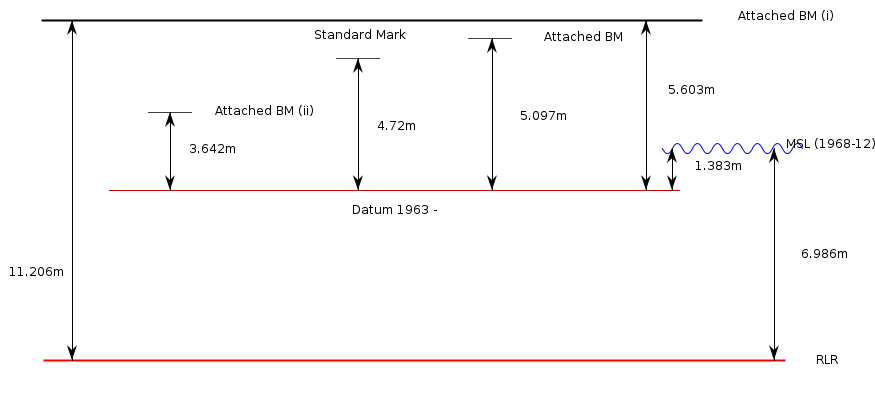 Attached BM (i)
Standard Mark
Attached BM
5.603m
Attached BM (ii)
5.097m
4.72m
MSL (1968-12)
3.642m
1.383m
Datum 1963 -
6.986m
11.206m
RLR